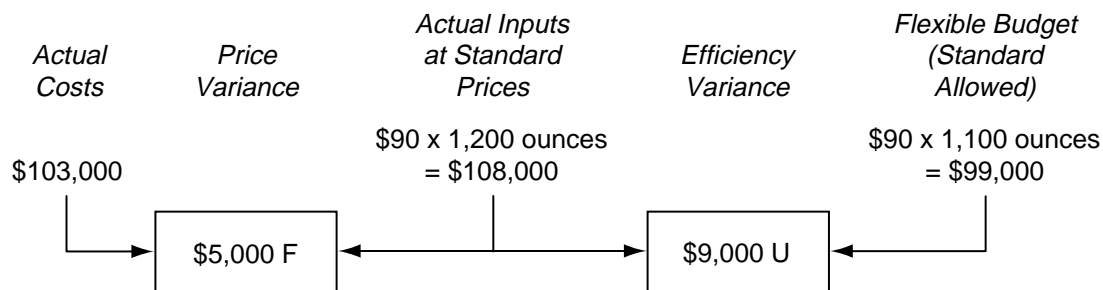 Actual
Costs
Price
Variance
Actual Inputs
at Standard
Prices
Efficiency
Variance
Flexible Budget
(Standard
Allowed)
$103,000
$90 x 1,200 ounces
= $108,000
$90 x 1,100 ounces
= $99,000
$5,000 F
$9,000 U